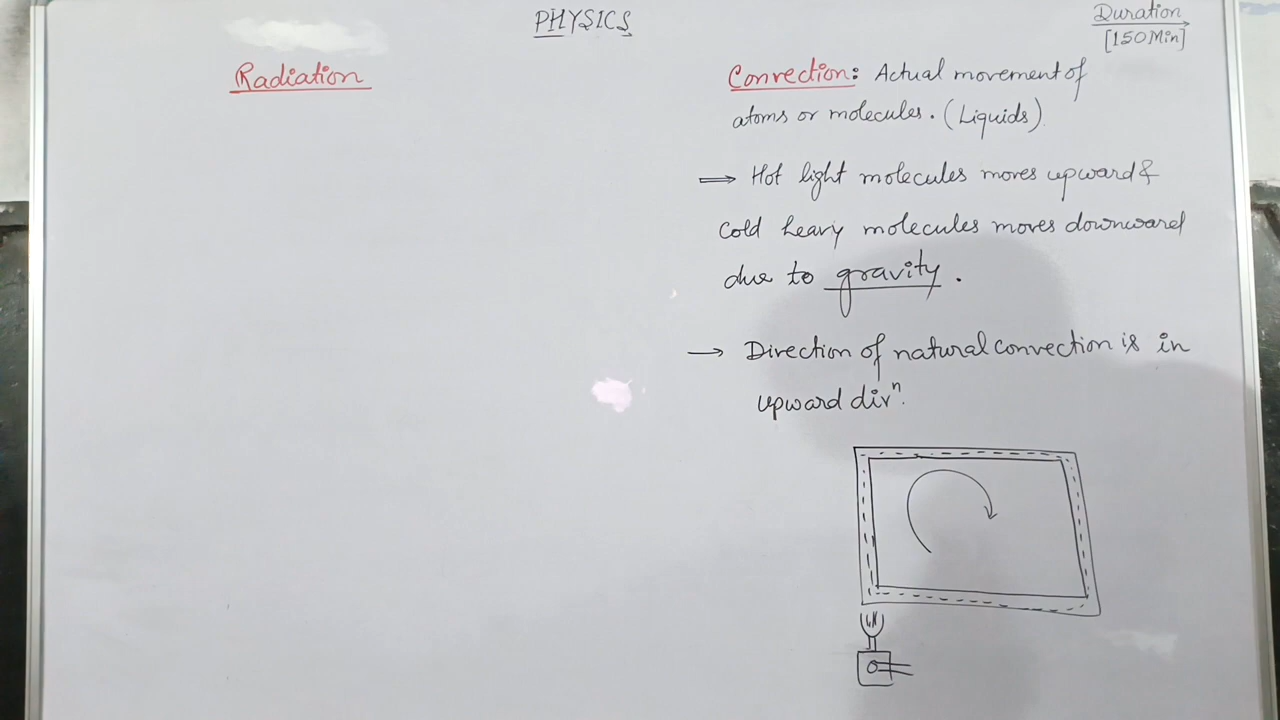 PHYSICS
Duration
[150 Min]
Radiation
Convection: Actual movement of
atoms or molecules. (Liquids).
⇒ Hot light molecules moves upward &
cold heavy molecules moves downward
due to gravity.
→ Direction of natural convection is in
upward dirⁿ.